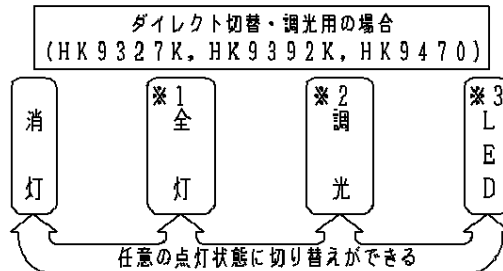 ダイレクト切替・調光用の場合
(HK9327K, HK9392K, HK9470)
消灯
※1
全灯
※2
調光
※3
LED
任意の点灯状態に切り替えができる